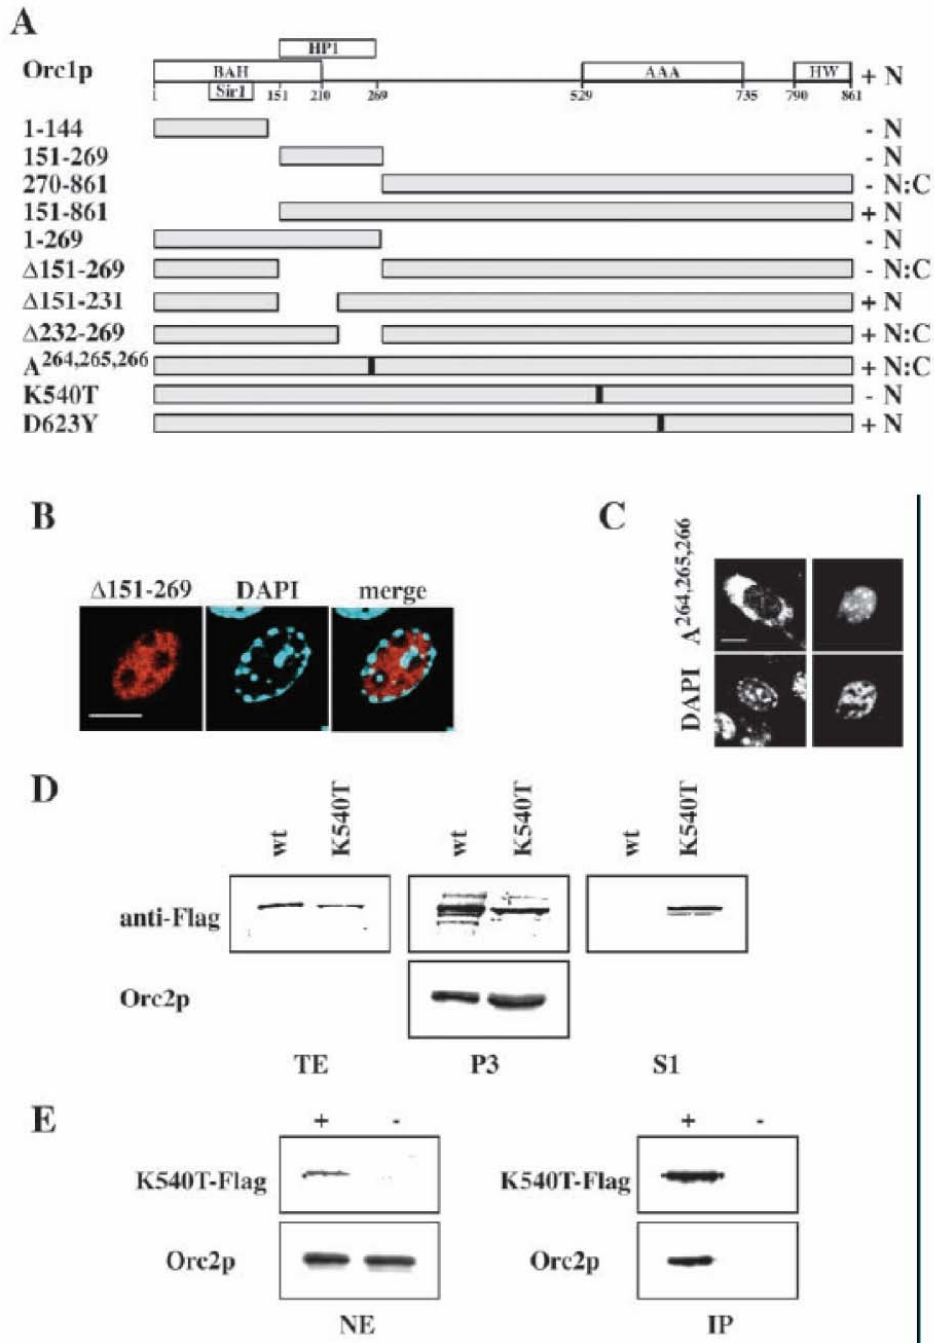 A
HP1
Orc1p
BAH
AAA
HW
+ N
Sir1
1 151 210 269 529 735 790 861
1-144 - N
151-269 - N
270-861 - N:C
151-861 + N
1-269 - N
Δ151-269 - N:C
Δ151-231 + N
Δ232-269 + N:C
A264,265,266 + N:C
K540T - N
D623Y + N
B
Δ151-269 DAPI merge
C
A264,265,266
DAPI
D
wt K540T wt K540T wt K540T
anti-Flag
Orc2p
TE P3 S1
E
+ - + -
K540T-Flag K540T-Flag
Orc2p Orc2p
NE IP